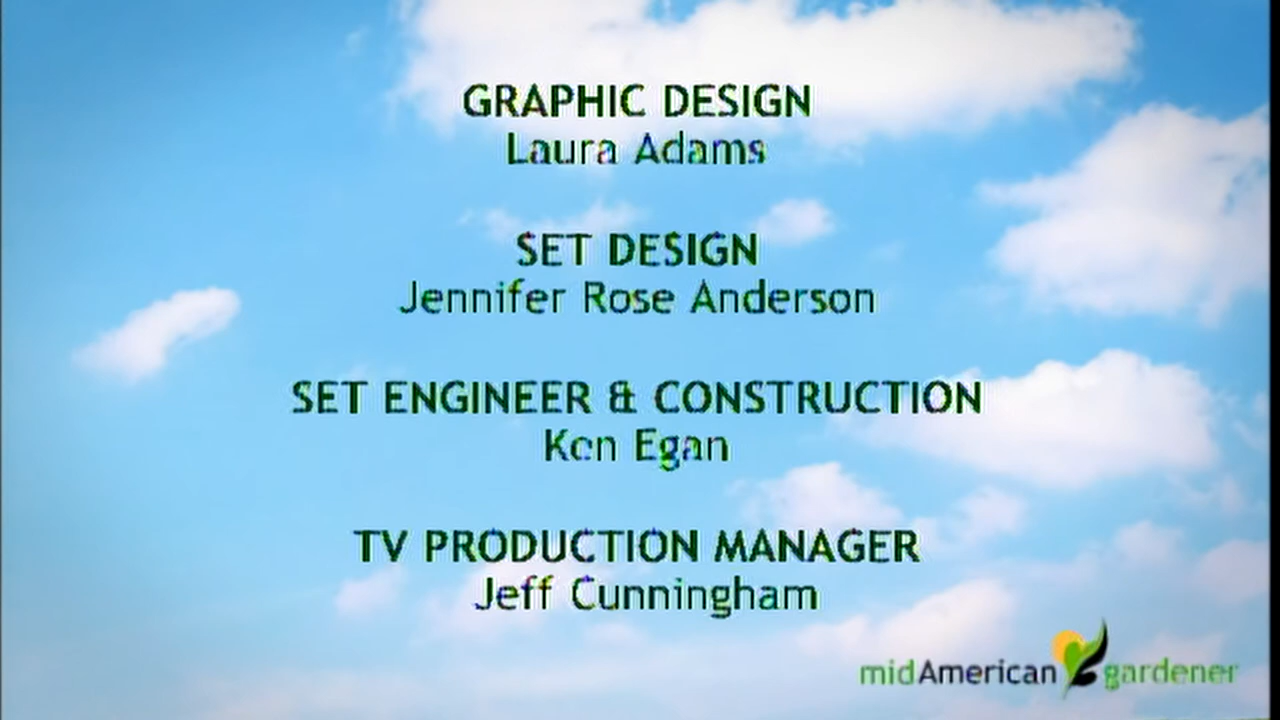 GRAPHIC DESIGN
Laura Adams
SET DESIGN
Jennifer Rose Anderson
SET ENGINEER & CONSTRUCTION
Ken Egan
TV PRODUCTION MANAGER
Jeff Cunningham
midAmerican gardener